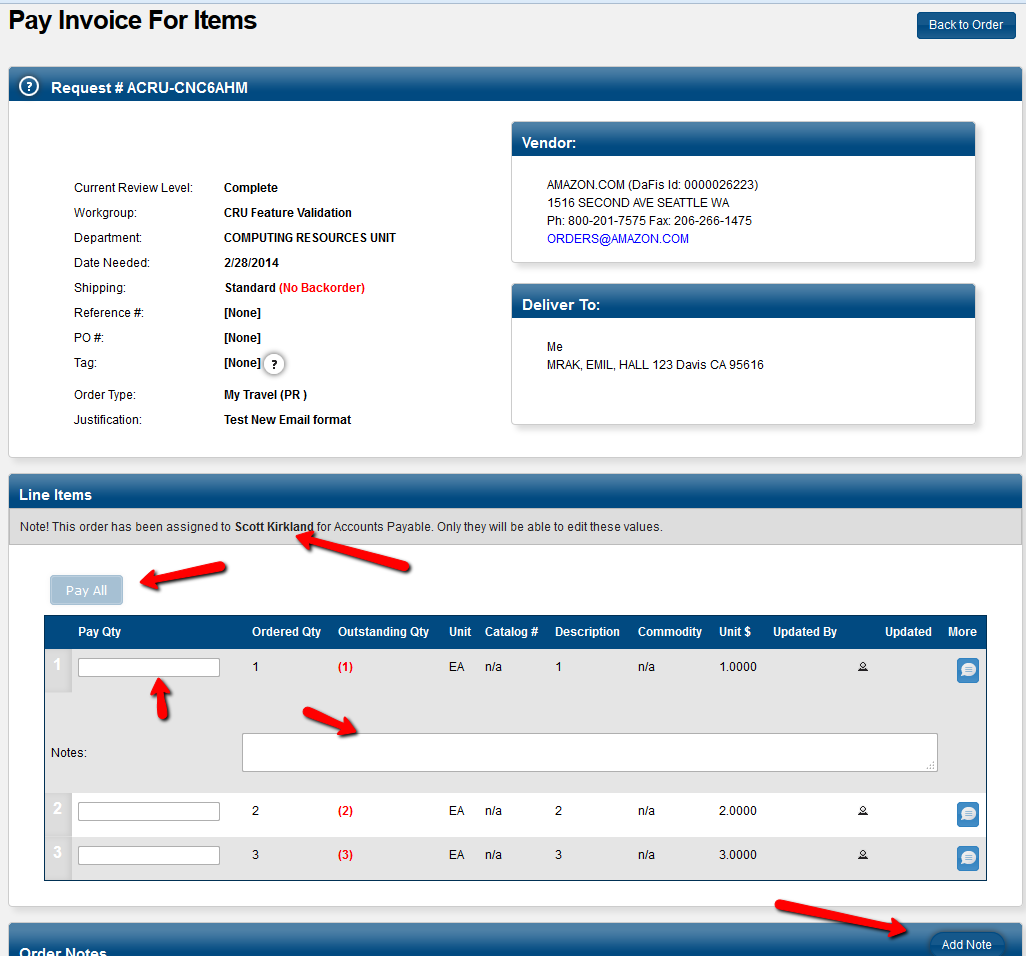 Pay Invoice For Items
Back to Order
? Request # ACRU-CNC6AHM
Current Review Level: Complete
Workgroup: CRU Feature Validation
Department: COMPUTING RESOURCES UNIT
Date Needed: 2/28/2014
Shipping: Standard (No Backorder)
Reference #: [None]
PO #: [None]
Tag: [None] ?
Order Type: My Travel (PR )
Justification: Test New Email format
Vendor:
AMAZON.COM (DaFis Id: 0000026223)
1516 SECOND AVE SEATTLE WA
Ph: 800-201-7575 Fax: 206-266-1475
ORDERS@AMAZON.COM
Deliver To:
Me
MRAK, EMIL, HALL 123 Davis CA 95616
Line Items
Note! This order has been assigned to Scott Kirkland for Accounts Payable. Only they will be able to edit these values.
Pay All
Pay Qty Ordered Qty Outstanding Qty Unit Catalog # Description Commodity Unit $ Updated By Updated More
1 1 (1) EA n/a 1 n/a 1.0000
Notes:
2 2 (2) EA n/a 2 n/a 2.0000
3 3 (3) EA n/a 3 n/a 3.0000
Order Notes
Add Note